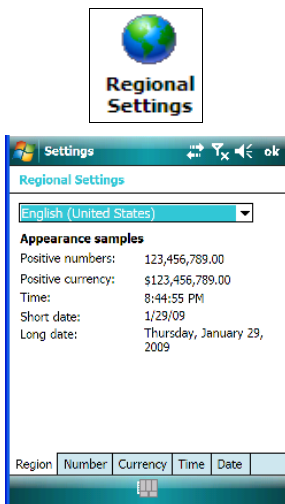 Regional
Settings
Settings ok
Regional Settings
English (United States)
Appearance samples
Positive numbers: 123,456,789.00
Positive currency: $123,456,789.00
Time: 8:44:55 PM
Short date: 1/29/09
Long date: Thursday, January 29,
2009
Region Number Currency Time Date